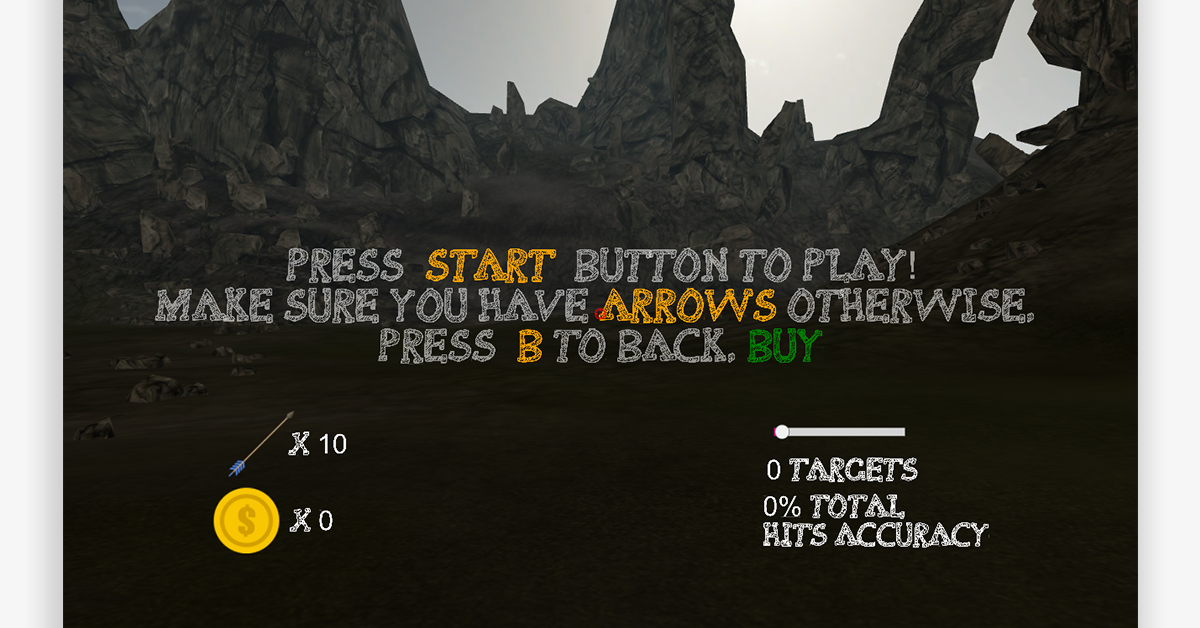 PRESS START BUTTON TO PLAY!
MAKE SURE YOU HAVE ARROWS OTHERWISE,
PRESS B TO BACK. BUY
X 10
X 0
0 TARGETS
0% TOTAL
HITS ACCURACY